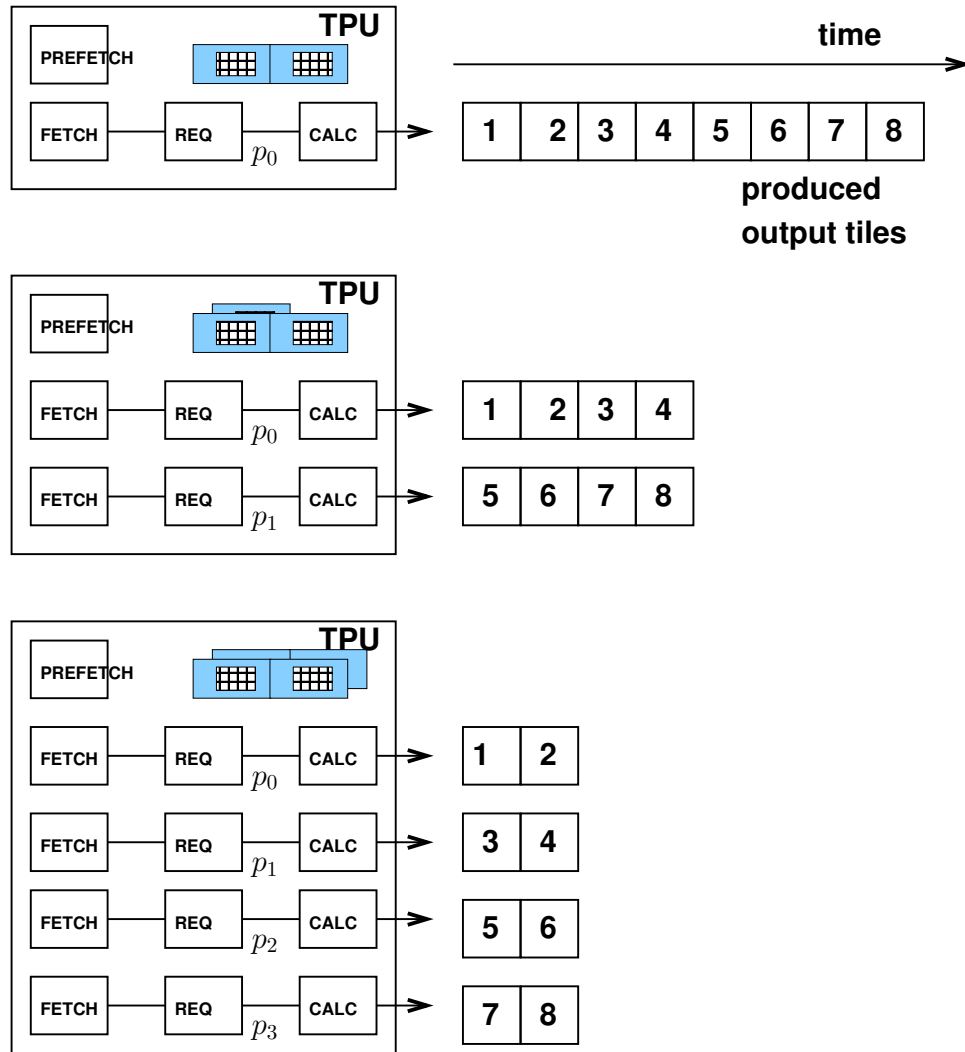 TPU
time
PREFETCH
FETCH REQ p0 CALC 1 2 3 4 5 6 7 8
produced
output tiles
TPU
PREFETCH
FETCH REQ p0 CALC 1 2 3 4
FETCH REQ p1 CALC 5 6 7 8
TPU
PREFETCH
FETCH REQ p0 CALC 1 2
FETCH REQ p1 CALC 3 4
FETCH REQ p2 CALC 5 6
FETCH REQ p3 CALC 7 8